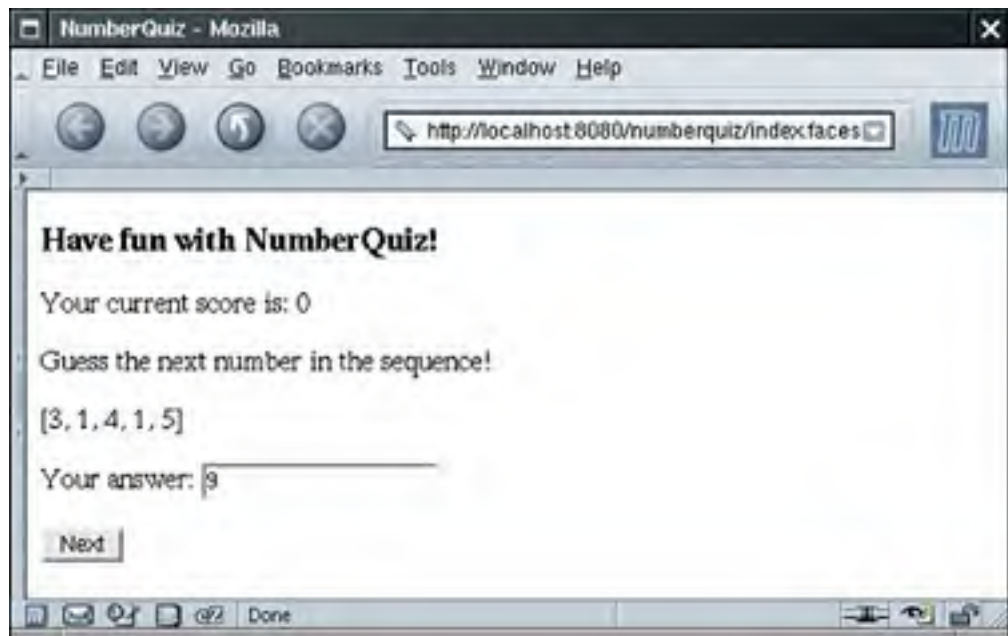 NumberQuiz - Mozilla
File Edit View Go Bookmarks Tools Window Help
http://localhost:8080/numberquiz/index.faces
Have fun with NumberQuiz!
Your current score is: 0
Guess the next number in the sequence!
[3, 1, 4, 1, 5]
Your answer: 9
Next
Done